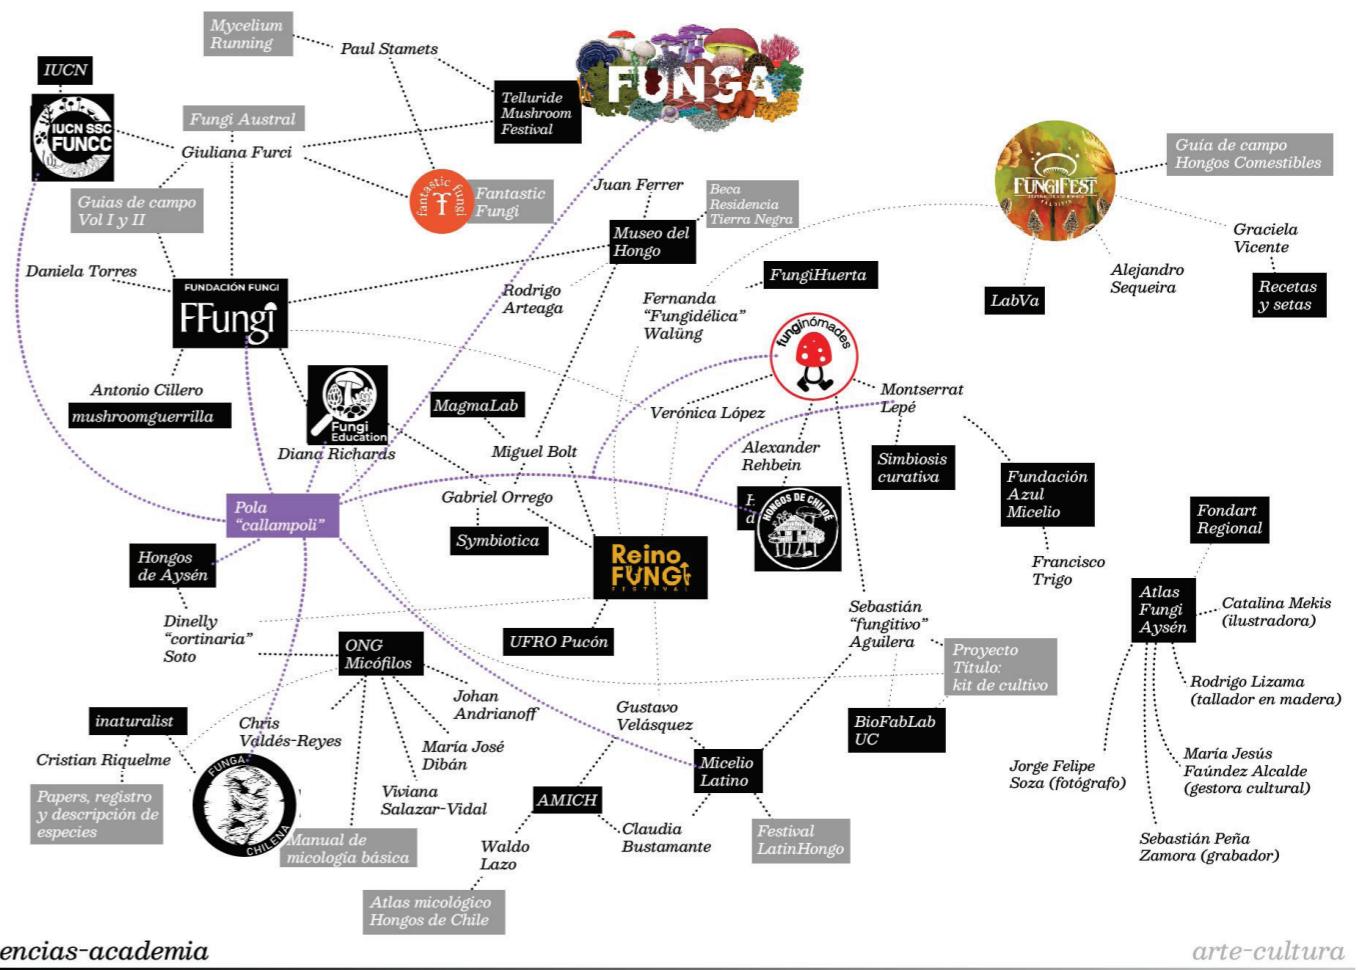 Mycelium
Running
Paul Stamets
FUNGA
IUCN
IUCN SSC
FUNCC
Fungi Austral
Giuliana Furci
Telluride
Mushroom
Festival
Guias de campo
Vol I y II
fantastic fungi
Fantastic
Fungi
Juan Ferrer
Beca
Residencia
Tierra Negra
Museo del
Hongo
FUNGIFEST
VALDIVIA
Guía de campo
Hongos Comestibles
Graciela
Vicente
Alejandro
Sequeira
LabVa
Recetas
y setas
Daniela Torres
FUNDACIÓN FUNGI
FFungi
Rodrigo
Arteaga
Fernanda
“Fungidélica”
Walüng
FungiHuerta
funginómades
Antonio Cillero
mushroomguerrilla
Fungi
Education
Diana Richards
MagmaLab
Verónica López
Montserrat
Lepé
Miguel Bolt
Alexander
Rehbein
Simbiosis
curativa
Fundación
Azul
Micelio
Francisco
Trigo
Pola
“callampoli”
Gabriel Orrego
Symbiotica
HONGOS DE CHILOÉ
Fondart
Regional
Hongos
de Aysén
Reino
FUNGI
FESTIVAL
Atlas
Fungi
Aysén
Catalina Mekis
(ilustradora)
Dinelly
“cortinaria”
Soto
ONG
Micófilos
UFRO Pucón
Sebastián
“fungitivo”
Aguilera
Proyecto
Título:
kit de cultivo
Rodrigo Lizama
(tallador en madera)
Johan
Andrianoff
Gustavo
Velásquez
BioFabLab
UC
inaturalist
Chris
Valdés-Reyes
María José
Dibán
Cristian Riquelme
FUNGA
CHILENA
Micelio
Latino
Jorge Felipe
Soza (fotógrafo)
María Jesús
Faúndez Alcalde
(gestora cultural)
Papers, registro
y descripción de
especies
Viviana
Salazar-Vidal
AMICH
Manual de
micología básica
Waldo
Lazo
Claudia
Bustamante
Festival
LatinHongo
Sebastián Peña
Zamora (grabador)
Atlas micológico
Hongos de Chile
encias-academia
arte-cultura